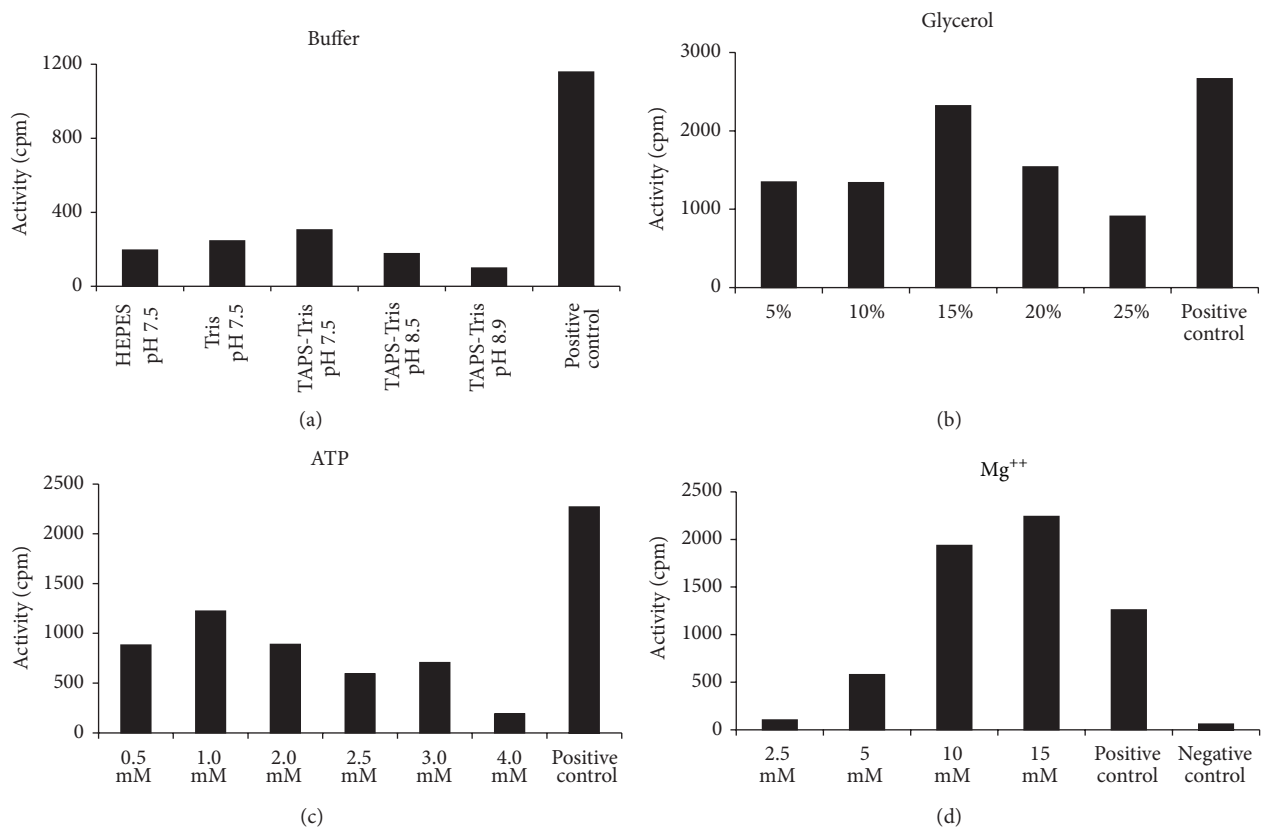 Buffer
Activity (cpm)
1200
800
400
0
HEPES
pH 7.5
Tris
pH 7.5
TAPS-Tris
pH 7.5
TAPS-Tris
pH 8.5
TAPS-Tris
pH 8.9
Positive
control
(a)
Glycerol
Activity (cpm)
3000
2000
1000
0
5% 10% 15% 20% 25% Positive
control
(b)
ATP
Activity (cpm)
2500
2000
1500
1000
500
0
0.5 1.0 2.0 2.5 3.0 4.0 Positive
mM mM mM mM mM mM control
(c)
Mg++
Activity (cpm)
2500
2000
1500
1000
500
0
2.5 5 10 15 Positive Negative
mM mM mM mM control control
(d)